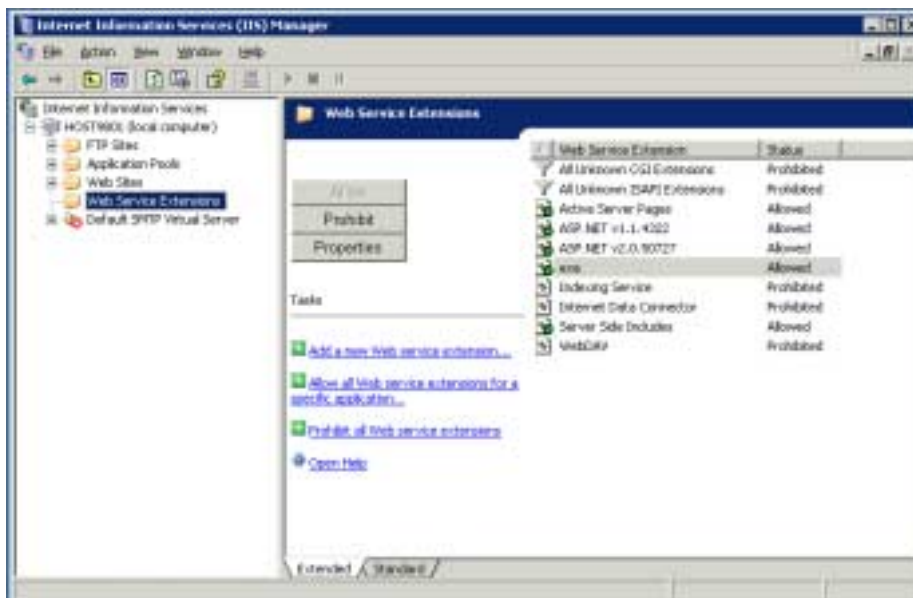 Internet Information Services (IIS) Manager
File Action View Window Help
Internet Information Services
HOST9801 (local computer)
FTP Sites
Application Pools
Web Sites
Web Service Extensions
Default SMTP Virtual Server
Web Service Extensions
Allow
Prohibit
Properties
Tasks
Add a new Web service extension...
Allow all Web service extensions for a
specific application...
Prohibit all Web service extensions
Open Help
Web Service Extension Status
All Unknown CGI Extensions Prohibited
All Unknown ISAPI Extensions Prohibited
Active Server Pages Allowed
ASP.NET v1.1.4322 Allowed
ASP.NET v2.0.50727 Allowed
Allowed
Indexing Service Prohibited
Internet Data Connector Prohibited
Server Side Includes Allowed
WebDAV Prohibited
Extended Standard